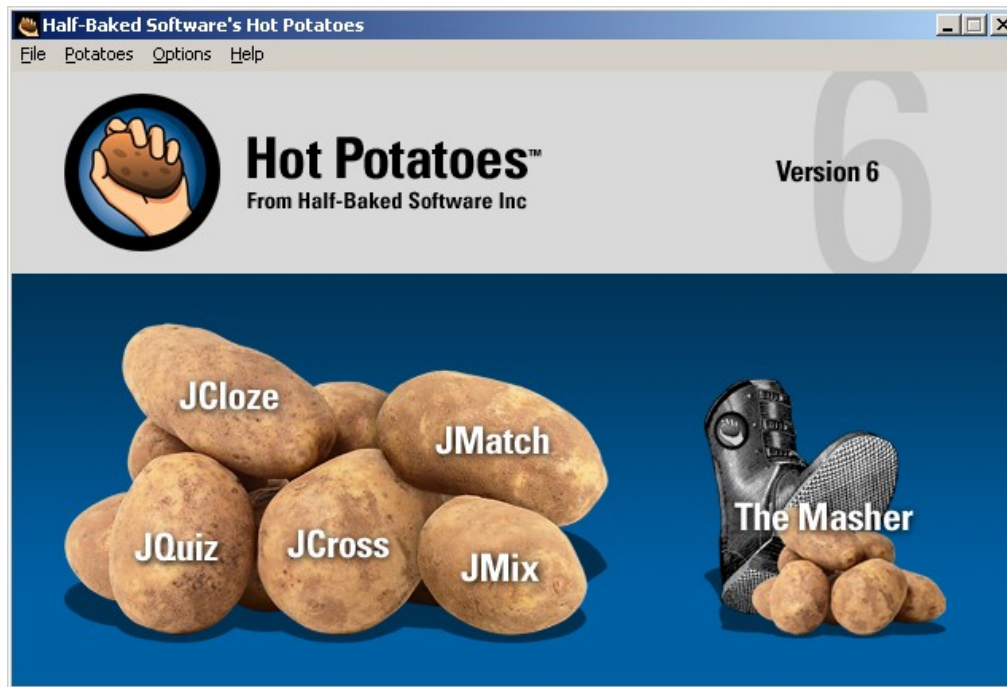 Half-Baked Software's Hot Potatoes
File Potatoes Options Help
Hot Potatoes™
From Half-Baked Software Inc
Version 6
6
JCloze
JMatch
JQuiz
JCross
JMix
The Masher